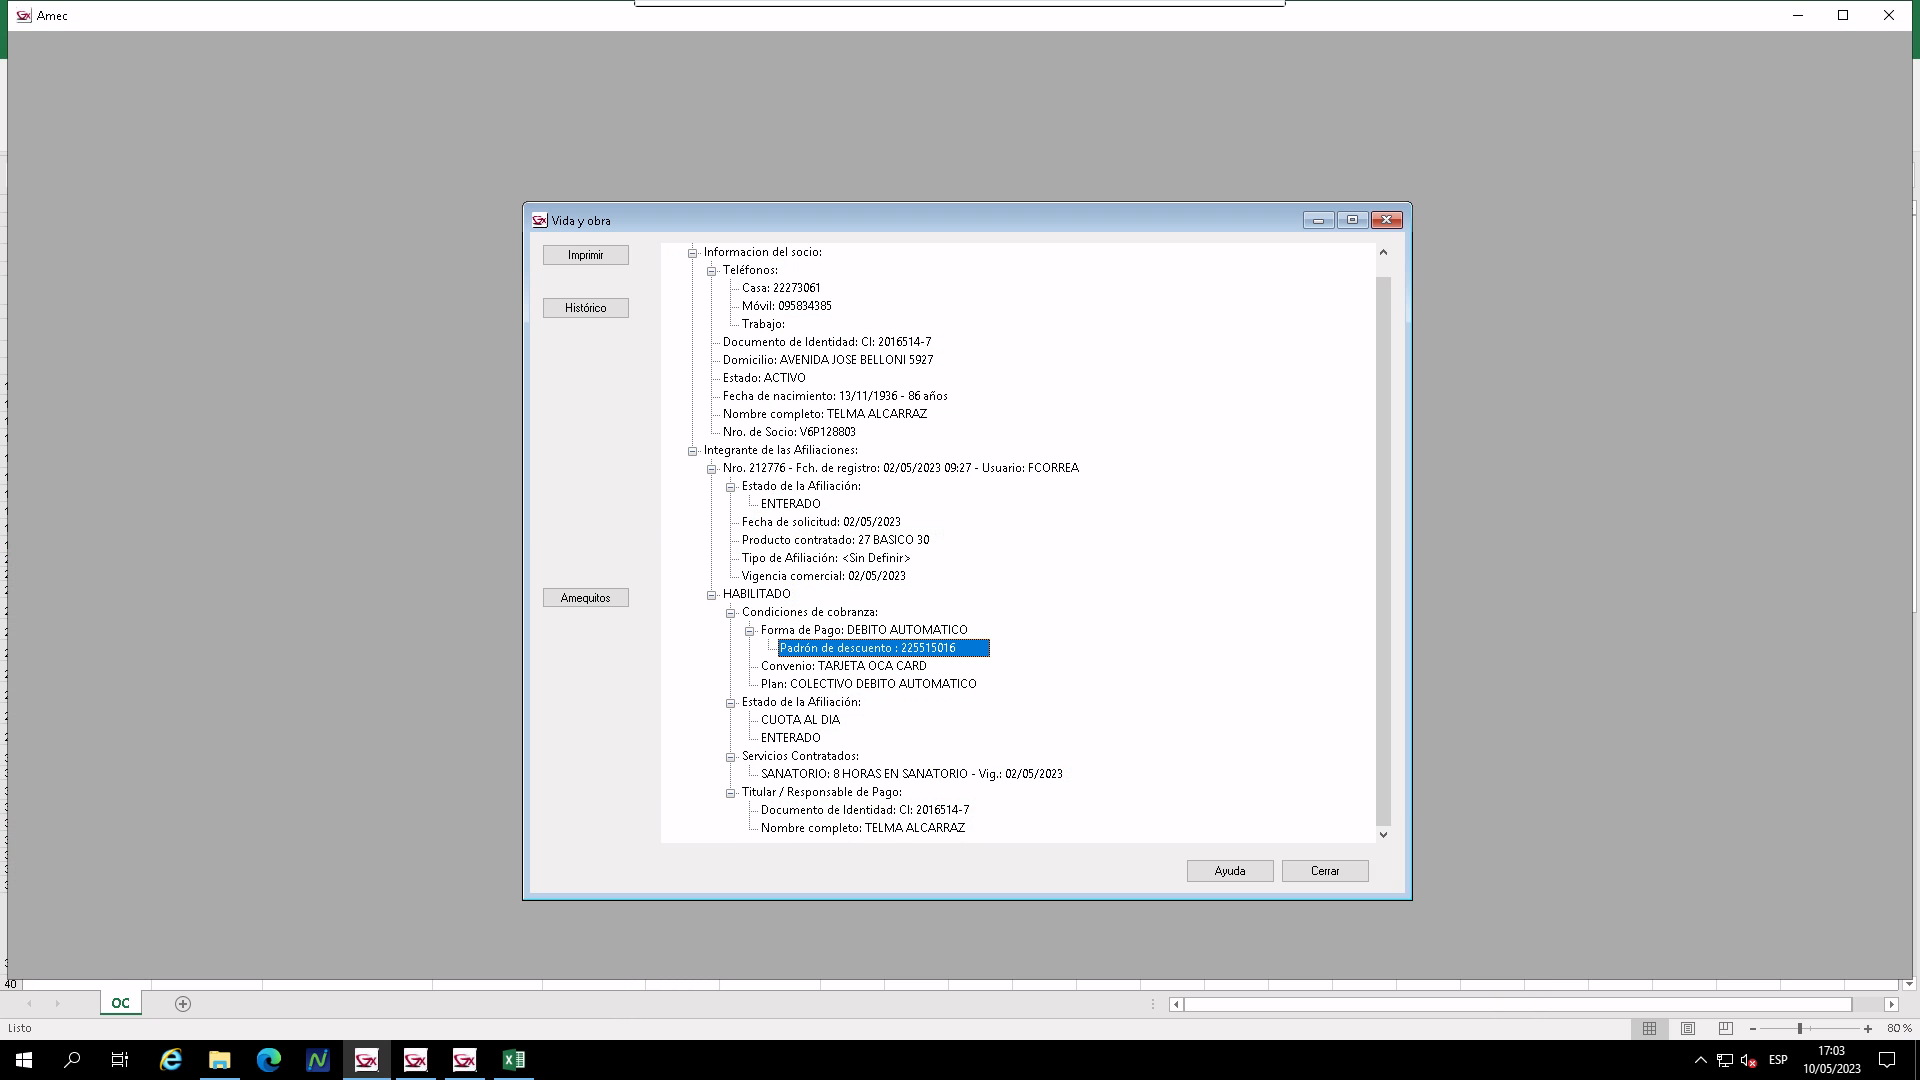 Amec
Vida y obra
Imprimir
Histórico
Amequitos
Informacion del socio:
Teléfonos:
Casa: 22273061
Móvil: 095834385
Trabajo:
Documento de Identidad: CI: 2016514-7
Domicilio: AVENIDA JOSE BELLONI 5927
Estado: ACTIVO
Fecha de nacimiento: 13/11/1936 - 86 años
Nombre completo: TELMA ALCARRAZ
Nro. de Socio: V6P128803
Integrante de las Afiliaciones:
Nro. 212776 - Fch. de registro: 02/05/2023 09:27 - Usuario: FCORREA
Estado de la Afiliación:
ENTERADO
Fecha de solicitud: 02/05/2023
Producto contratado: 27 BASICO 30
Tipo de Afiliación: <Sin Definir>
Vigencia comercial: 02/05/2023
HABILITADO
Condiciones de cobranza:
Forma de Pago: DEBITO AUTOMATICO
Padrón de descuento : 225515016
Convenio: TARJETA OCA CARD
Plan: COLECTIVO DEBITO AUTOMATICO
Estado de la Afiliación:
CUOTA AL DIA
ENTERADO
Servicios Contratados:
SANATORIO: 8 HORAS EN SANATORIO - Vig.: 02/05/2023
Titular / Responsable de Pago:
Documento de Identidad: CI: 2016514-7
Nombre completo: TELMA ALCARRAZ
Ayuda
Cerrar
40
OC
Listo
80 %
ESP
17:03
10/05/2023